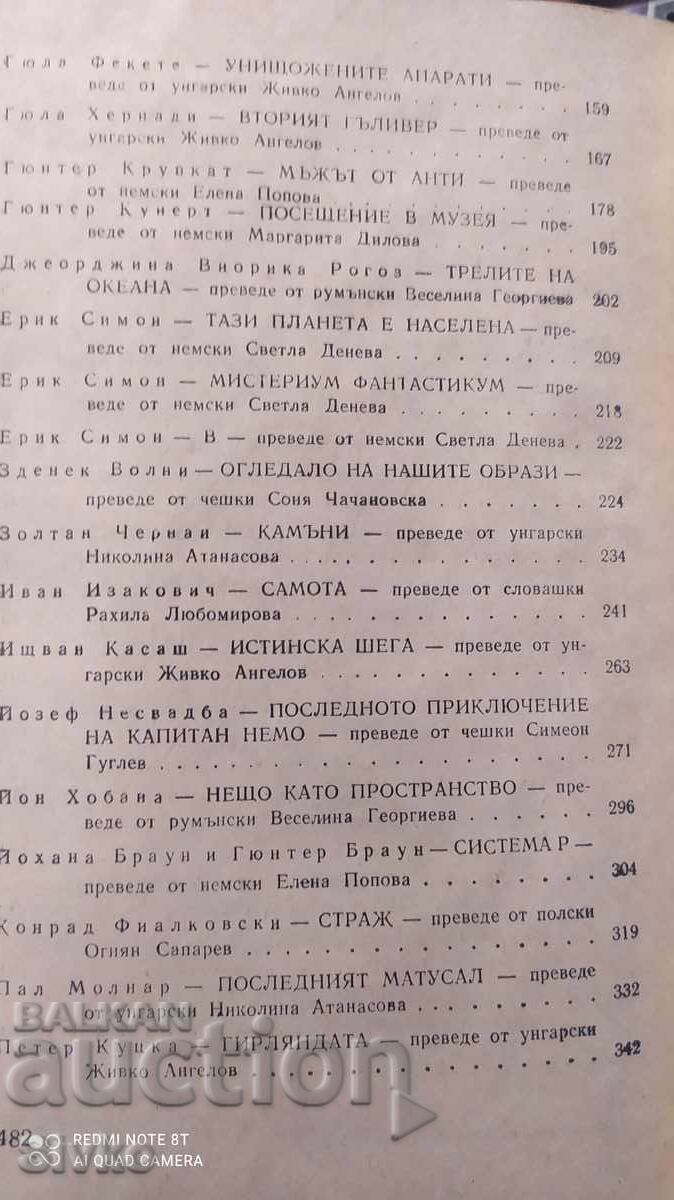 Гюла Фекете — УНИЩОЖЕНИТЕ АПАРАТИ — пре-
веде от унгарски Живко Ангелов . . . . . . . 159
Гюла Хернади — ВТОРИЯТ ГЪЛИВЕР — преведе от
унгарски Живко Ангелов . . . . . . . . . . 167
Гюнтер Крупкат — МЪЖЪТ ОТ АНТИ — преведе
от немски Елена Попова . . . . . . . . . . 178
Гюнтер Кунерт — ПОСЕЩЕНИЕ В МУЗЕЯ — пре-
веде от немски Маргарита Дилова . . . . . . . 195
Джеорджина Виорика Рогоз — ТРЕЛИТЕ НА
ОКЕАНА — преведе от румънски Веселина Георгиева 202
Ерик Симон — ТАЗИ ПЛАНЕТА Е НАСЕЛЕНА — пре-
веде от немски Светла Денева . . . . . . . . 209
Ерик Симон — МИСТЕРИУМ ФАНТАСТИКУМ — пре-
веде от немски Светла Денева . . . . . . . . 218
Ерик Симон — В — преведе от немски Светла Денева . 222
Зденек Волни — ОГЛЕДАЛО НА НАШИТЕ ОБРАЗИ —
преведе от чешки Соня Чачановска . . . . . . . 224
Золтан Чернаи — КАМЪНИ — преведе от унгарски
Николина Атанасова . . . . . . . . . . . . 234
Иван Изакович — САМОТА — преведе от словашки
Рахила Любомирова . . . . . . . . . . . . 241
Ищван Касаш — ИСТИНСКА ШЕГА — преведе от ун-
гарски Живко Ангелов . . . . . . . . . . . 263
Йозеф Несвадба — ПОСЛЕДНОТО ПРИКЛЮЧЕНИЕ
НА КАПИТАН НЕМО — преведе от чешки Симеон
Гуглев . . . . . . . . . . . . . . . . . 271
Йон Хобана — НЕЩО КАТО ПРОСТРАНСТВО — пре-
веде от румънски Веселина Георгиева . . . . . . 296
Йохана Браун и Гюнтер Браун — СИСТЕМА Р —
преведе от немски Елена Попова . . . . . . . . 304
Конрад Фиалковски — СТРАЖ — преведе от полски
Огнян Сапарев . . . . . . . . . . . . . . 319
Пал Молнар — ПОСЛЕДНИЯТ МАТУСАЛ — преведе
от унгарски Николина Атанасова . . . . . . . . 332
Петер Купка — ГИРЛЯНДАТА — преведе от унгарски
Живко Ангелов . . . . . . . . . . . . . . 342
BALKAN
auction
482
REDMI NOTE 8T
AI QUAD CAMERA